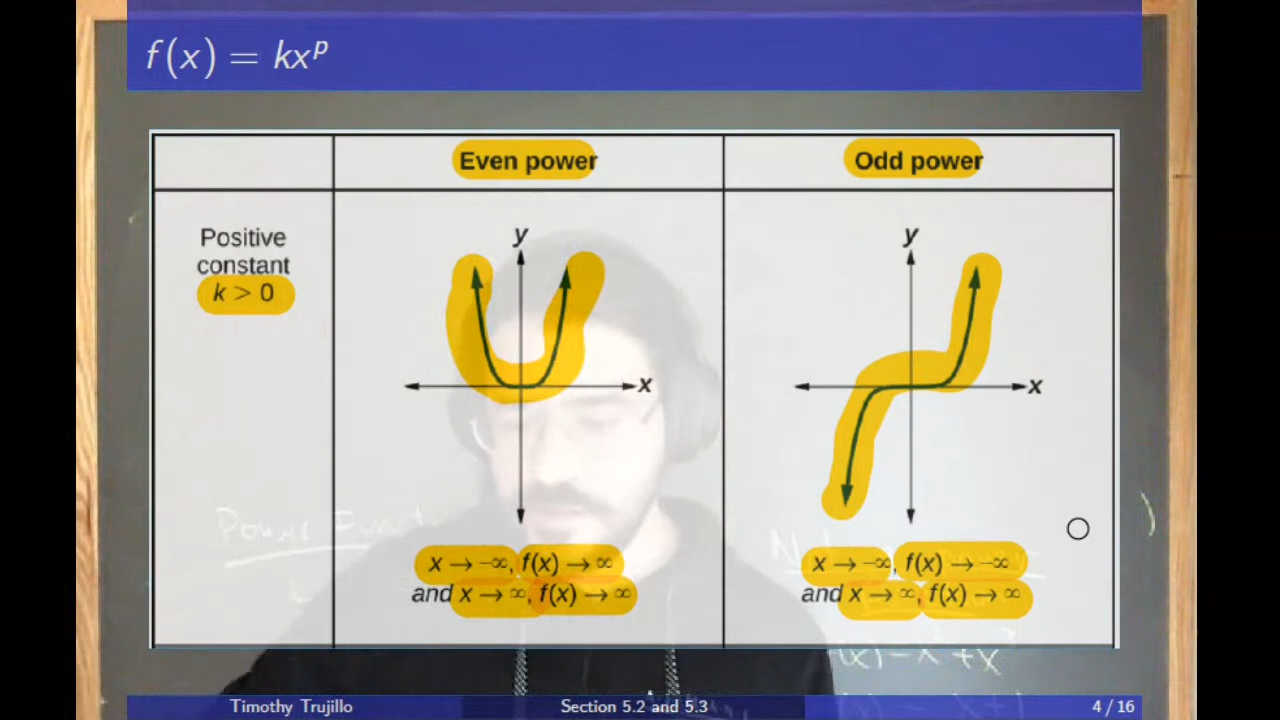 f(x) = kx^p
Even power
Odd power
Positive
constant
k > 0
y
x
y
x
x → −∞, f(x) → ∞
and x → ∞, f(x) → ∞
x → −∞, f(x) → −∞
and x → ∞, f(x) → ∞
Power
Timothy Trujillo
Section 5.2 and 5.3
4 / 16